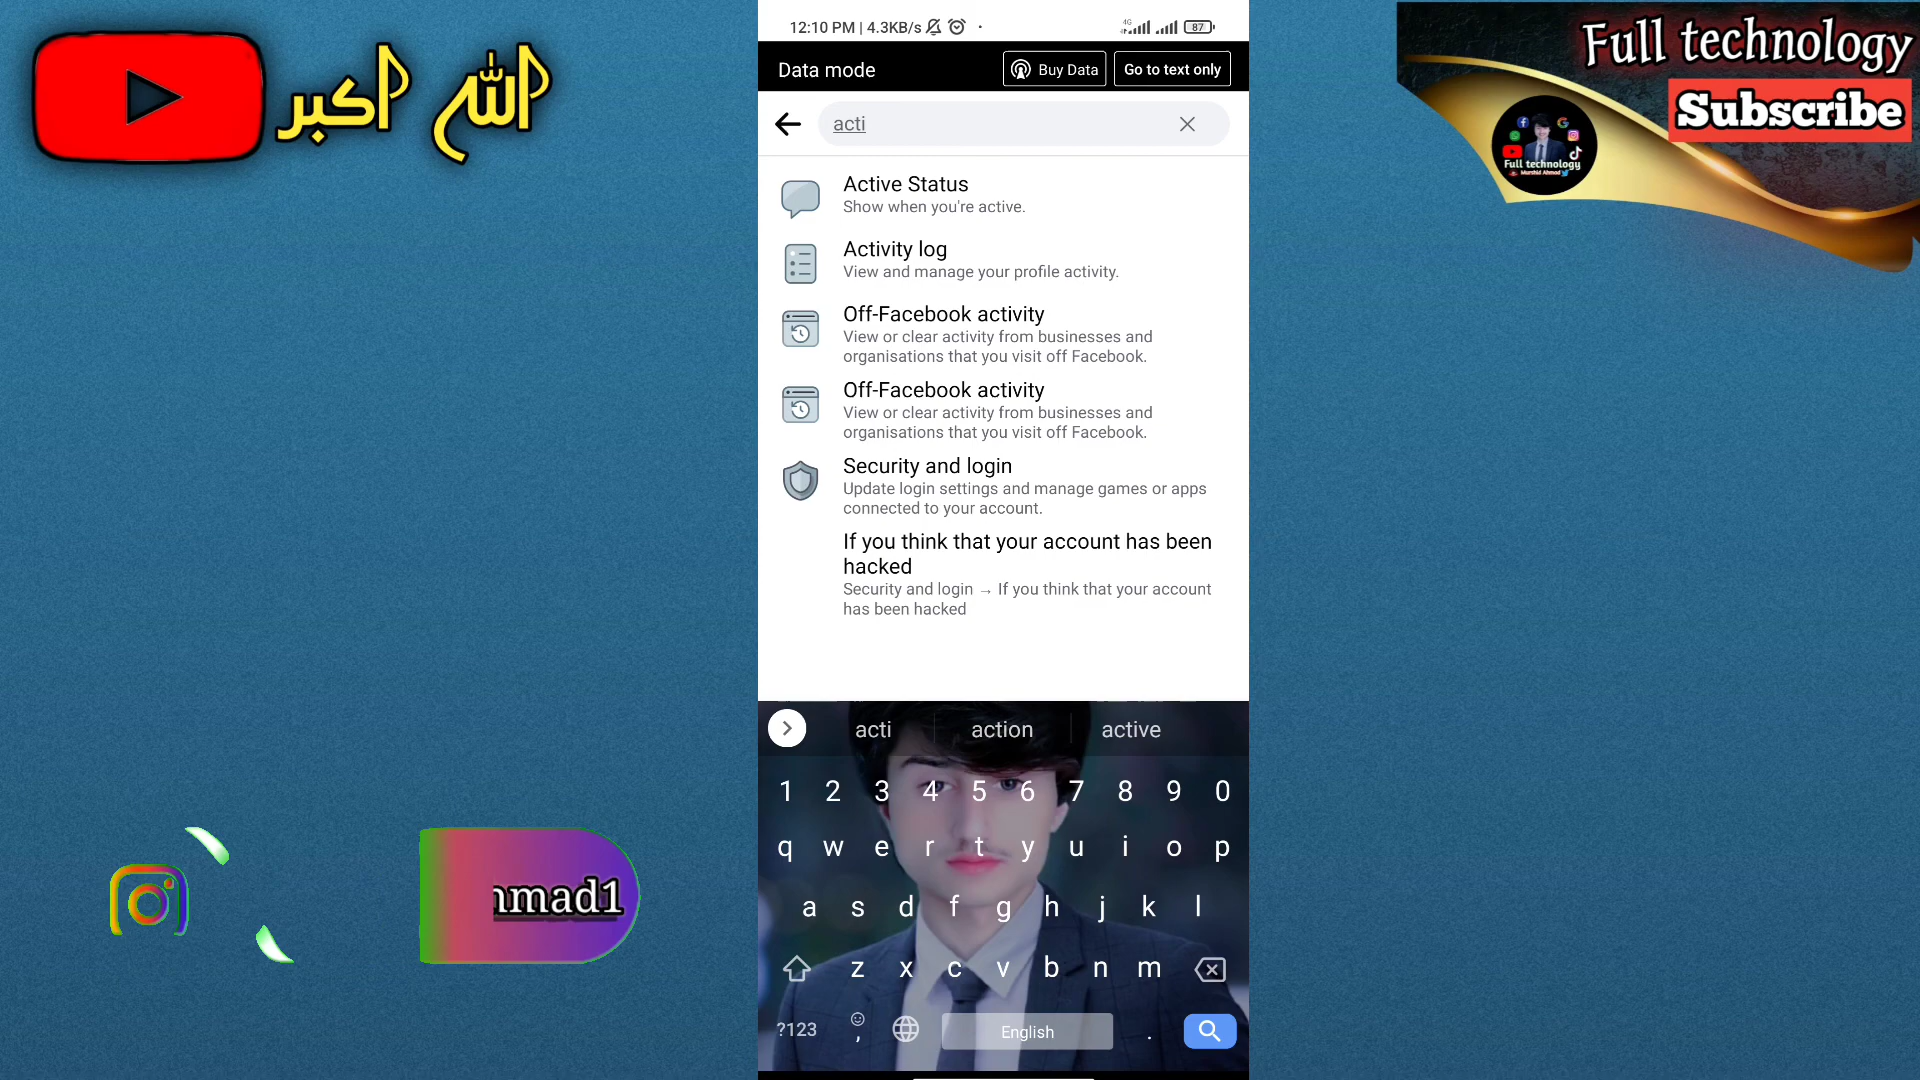 الله اكبر
12:10 PM | 4.3KB/s
4G
87
Data mode
Buy Data
Go to text only
acti
Active Status
Show when you're active.
Activity log
View and manage your profile activity.
Off-Facebook activity
View or clear activity from businesses and
organisations that you visit off Facebook.
Off-Facebook activity
View or clear activity from businesses and
organisations that you visit off Facebook.
Security and login
Update login settings and manage games or apps
connected to your account.
If you think that your account has been
hacked
Security and login → If you think that your account
has been hacked
acti action active
1 2 3 4 5 6 7 8 9 0
q w e r t y u i o p
a s d f g h j k l
z x c v b n m
?123 , English .
Full technology
Subscribe
Full technology
Murshid Ahmad
hmad1